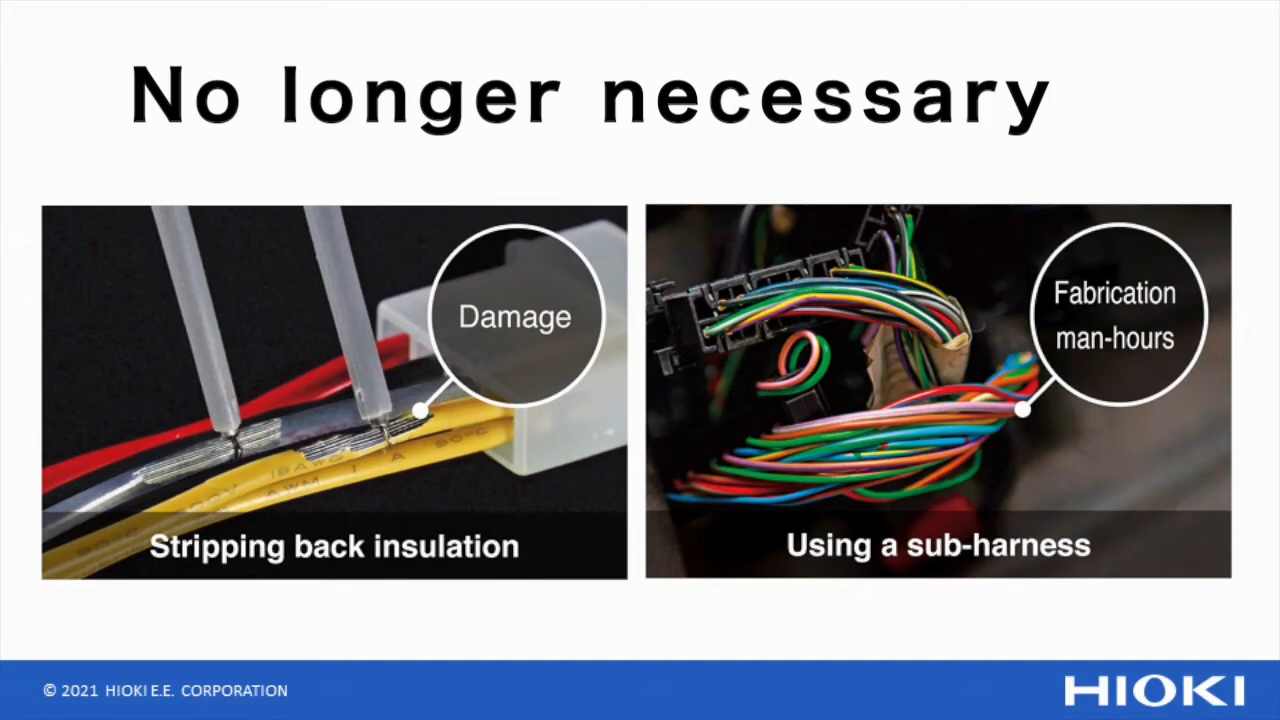 No longer necessary
Damage
Stripping back insulation
Fabrication
man-hours
Using a sub-harness
© 2021 HIOKI E.E. CORPORATION
HIOKI